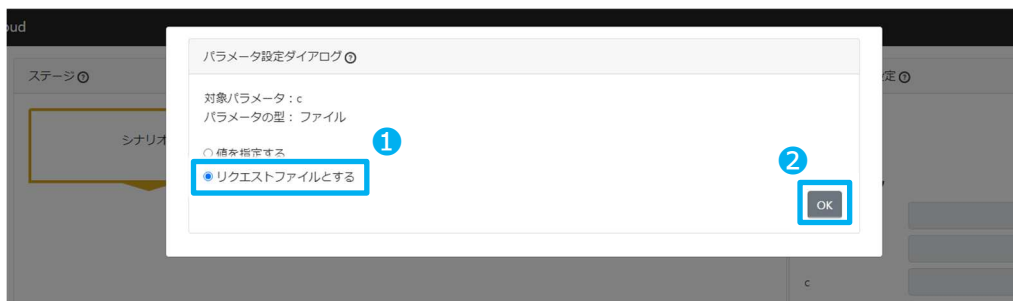 oud
パラメータ設定ダイアログ
ステージ
定
対象パラメータ：c
パラメータの型： ファイル
シナリオ
1
値を指定する
2
リクエストファイルとする
OK
c